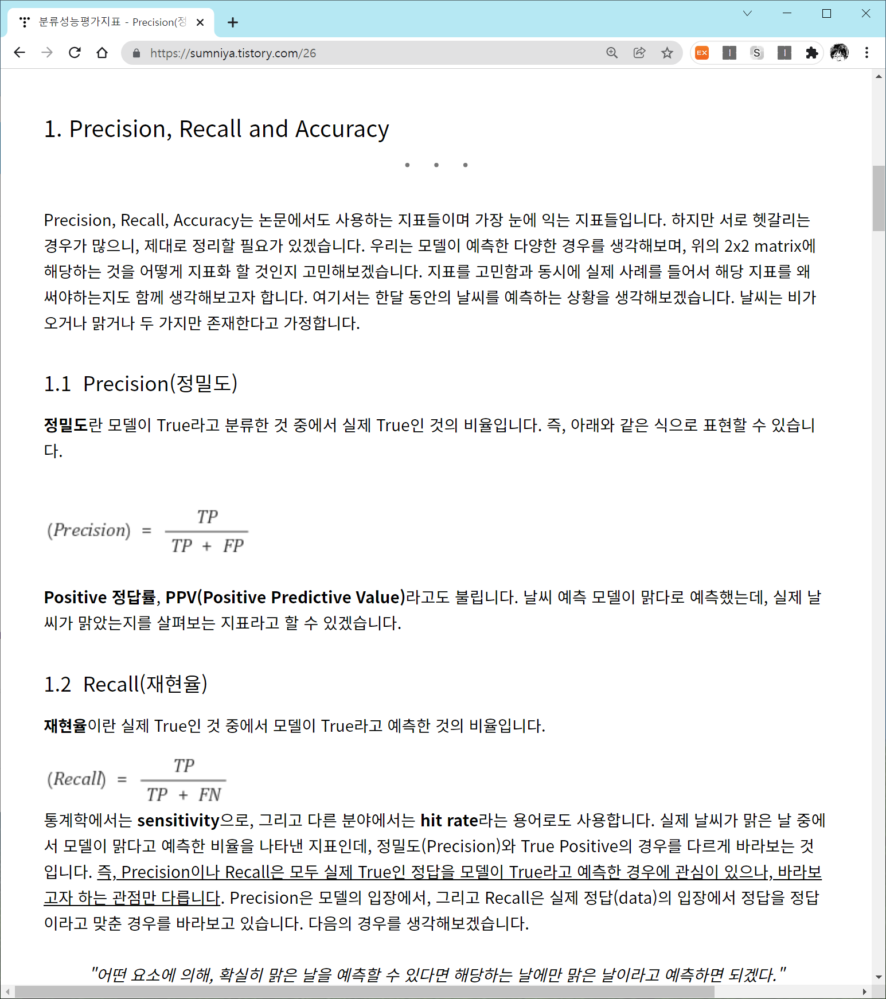 분류성능평가지표 - Precision(정
https://sumniya.tistory.com/26
EX
S
1. Precision, Recall and Accuracy
Precision, Recall, Accuracy는 논문에서도 사용하는 지표들이며 가장 눈에 익는 지표들입니다. 하지만 서로 헷갈리는
경우가 많으니, 제대로 정리할 필요가 있겠습니다. 우리는 모델이 예측한 다양한 경우를 생각해보며, 위의 2x2 matrix에
해당하는 것을 어떻게 지표화 할 것인지 고민해보겠습니다. 지표를 고민함과 동시에 실제 사례를 들어서 해당 지표를 왜
써야하는지도 함께 생각해보고자 합니다. 여기서는 한달 동안의 날씨를 예측하는 상황을 생각해보겠습니다. 날씨는 비가
오거나 맑거나 두 가지만 존재한다고 가정합니다.
1.1 Precision(정밀도)
정밀도란 모델이 True라고 분류한 것 중에서 실제 True인 것의 비율입니다. 즉, 아래와 같은 식으로 표현할 수 있습니
다.
(Precision) = TP
TP + FP
Positive 정답률, PPV(Positive Predictive Value)라고도 불립니다. 날씨 예측 모델이 맑다로 예측했는데, 실제 날
씨가 맑았는지를 살펴보는 지표라고 할 수 있겠습니다.
1.2 Recall(재현율)
재현율이란 실제 True인 것 중에서 모델이 True라고 예측한 것의 비율입니다.
(Recall) = TP
TP + FN
통계학에서는 sensitivity으로, 그리고 다른 분야에서는 hit rate라는 용어로도 사용합니다. 실제 날씨가 맑은 날 중에
서 모델이 맑다고 예측한 비율을 나타낸 지표인데, 정밀도(Precision)와 True Positive의 경우를 다르게 바라보는 것
입니다. 즉, Precision이나 Recall은 모두 실제 True인 정답을 모델이 True라고 예측한 경우에 관심이 있으나, 바라보
고자 하는 관점만 다릅니다. Precision은 모델의 입장에서, 그리고 Recall은 실제 정답(data)의 입장에서 정답을 정답
이라고 맞춘 경우를 바라보고 있습니다. 다음의 경우를 생각해보겠습니다.
"어떤 요소에 의해, 확실히 맑은 날을 예측할 수 있다면 해당하는 날에만 맑은 날이라고 예측하면 되겠다."